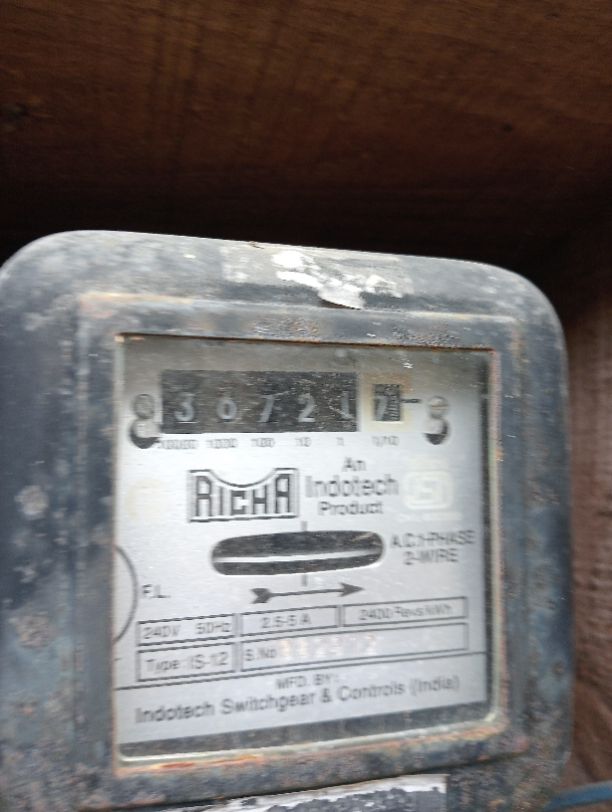 3 6 7 2 1 7
10000 1000 100 10 1 1/10
An
RICHA Indotech
Product
ISI
A.C.1-PHASE
2-WIRE
F.L.
240V 50Hz 2.5-5 A 2400 Revs/kWh
Type : IS-12 S.No
MFD. BY :
Indotech Switchgear & Controls (India)